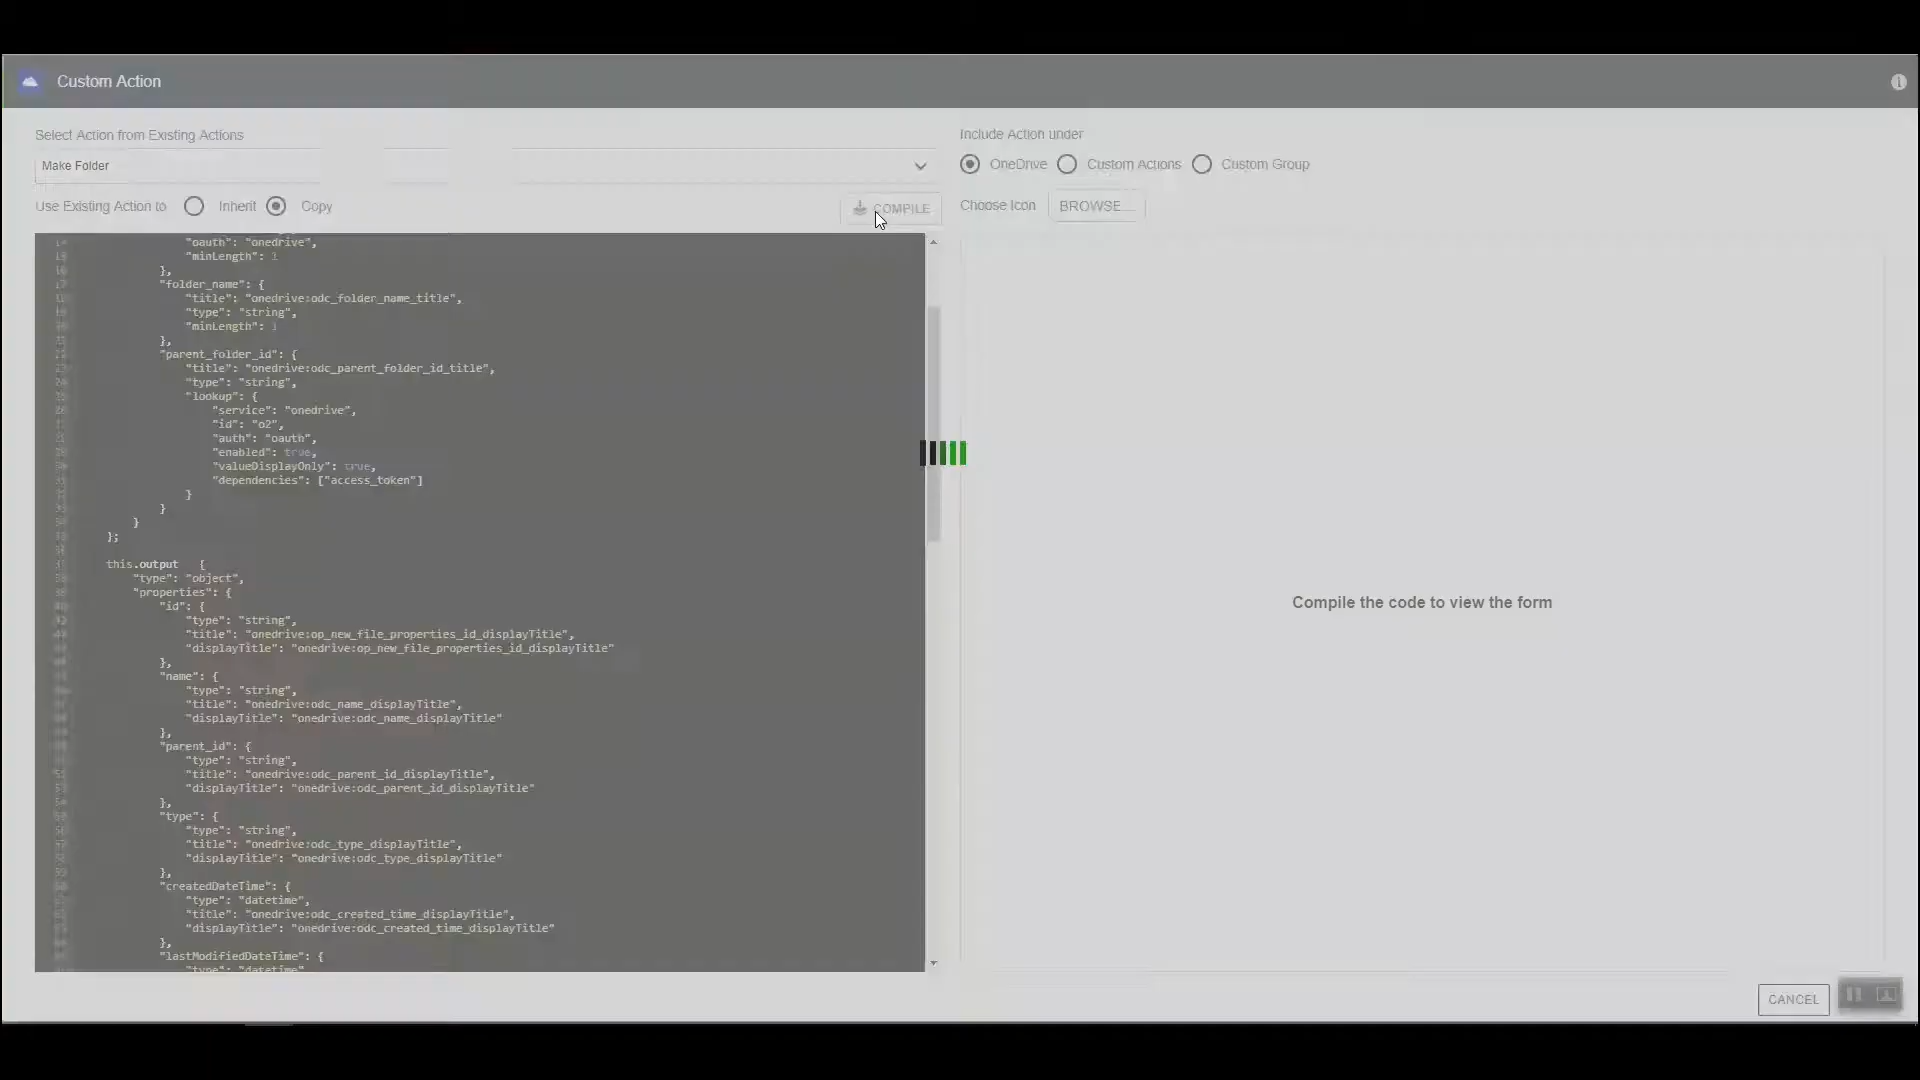 Custom Action
Select Action from Existing Actions
Make Folder
Use Existing Action to Inherit Copy
COMPILE
"oauth": "onedrive",
"minLength": 1
},
"folder_name": {
"title": "onedrive:odc_folder_name_title",
"type": "string",
"minLength": 1
},
"parent_folder_id": {
"title": "onedrive:odc_parent_folder_id_title",
"type": "string",
"lookup": {
"service": "onedrive",
"id": "o2",
"auth": "oauth",
"enabled": true,
"valueDisplayOnly": true,
"dependencies": ["access_token"]
}
}
}
};
this.output {
"type": "object",
"properties": {
"id": {
"type": "string",
"title": "onedrive:op_new_file_properties_id_displayTitle",
"displayTitle": "onedrive:op_new_file_properties_id_displayTitle"
},
"name": {
"type": "string",
"title": "onedrive:odc_name_displayTitle",
"displayTitle": "onedrive:odc_name_displayTitle"
},
"parent_id": {
"type": "string",
"title": "onedrive:odc_parent_id_displayTitle",
"displayTitle": "onedrive:odc_parent_id_displayTitle"
},
"type": {
"type": "string",
"title": "onedrive:odc_type_displayTitle",
"displayTitle": "onedrive:odc_type_displayTitle"
},
"createdDateTime": {
"type": "datetime",
"title": "onedrive:odc_created_time_displayTitle",
"displayTitle": "onedrive:odc_created_time_displayTitle"
},
"lastModifiedDateTime": {
"type": "datetime"
Include Action under
OneDrive Custom Actions Custom Group
Choose Icon BROWSE...
Compile the code to view the form
CANCEL